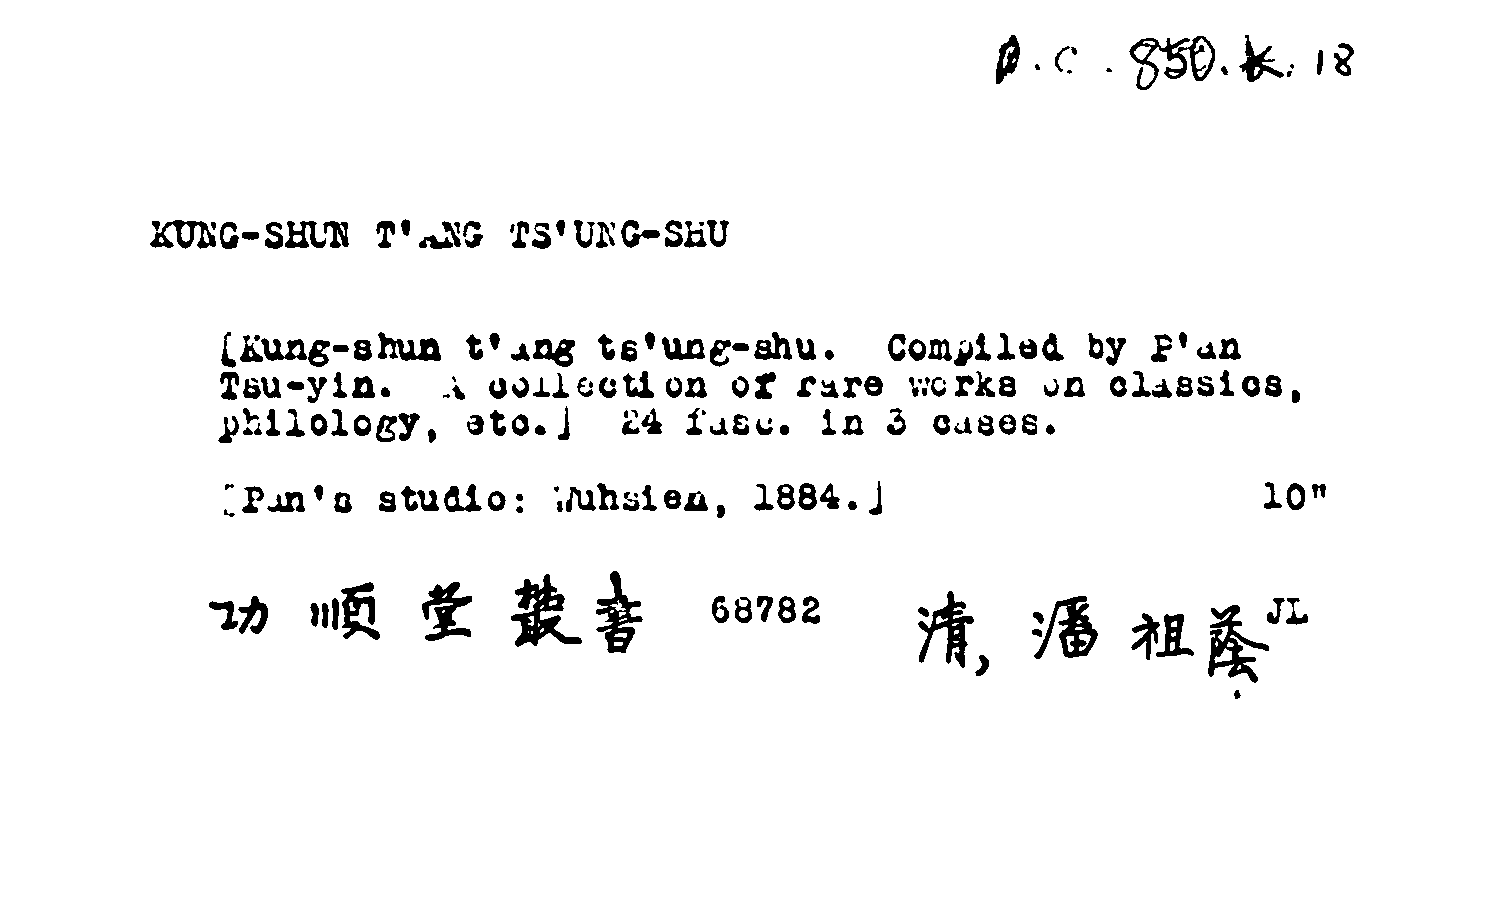 D.C. 850.k. 18
KUNG-SHUN T'ANG TS'UNG-SHU
[Kung-shun t'ang ts'ung-shu. Compiled by P'an
Tsu-yin. A collection of rare works on classics,
philology, etc.] 24 fasc. in 3 cases.
[Pan's studio: Wuhsien, 1884.] 10"
功順堂叢書 68782 清,潘祖蔭 JL